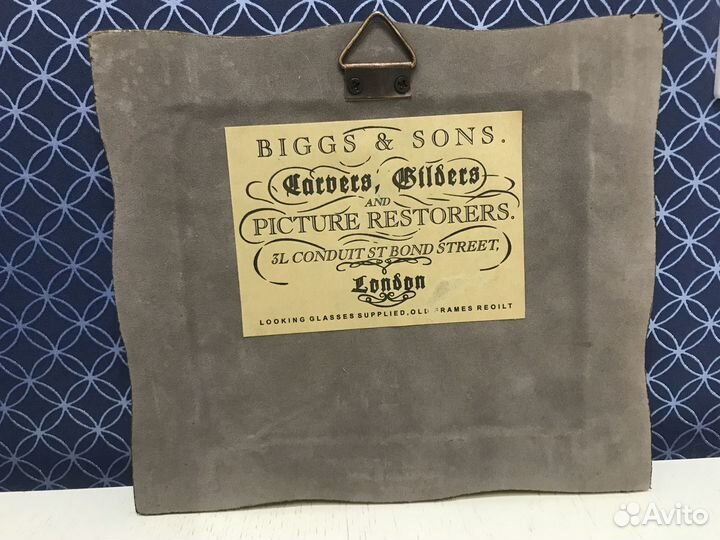 BIGGS & SONS.
Carvers, Gilders
AND
PICTURE RESTORERS.
3L CONDUIT ST BOND STREET,
London
LOOKING GLASSES SUPPLIED, OLD FRAMES REOILT
Avito